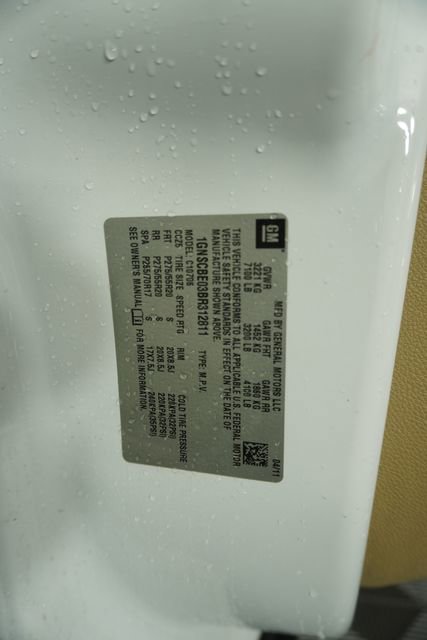 GM
MFD BY GENERAL MOTORS LLC
04/11
GVWR GAWR FRT GAWR RR
3221 KG 1452 KG 1860 KG
7100 LB 3200 LB 4100 LB
THIS VEHICLE CONFORMS TO ALL APPLICABLE U.S. FEDERAL MOTOR
VEHICLE SAFETY STANDARDS IN EFFECT ON THE DATE OF
MANUFACTURE SHOWN ABOVE.
1GNSCBE03BR312811 TYPE: M.P.V.
MODEL: C10706
CCZ5 TIRE SIZE SPEED RTG RIM COLD TIRE PRESSURE
FRT P275/55R20 S 20X8.5J 220KPA(32PSI)
RR P275/55R20 S 20X8.5J 220KPA(32PSI)
SPA P265/70R17 S 17X7.5J 240KPA(35PSI)
SEE OWNER'S MANUAL FOR MORE INFORMATION.